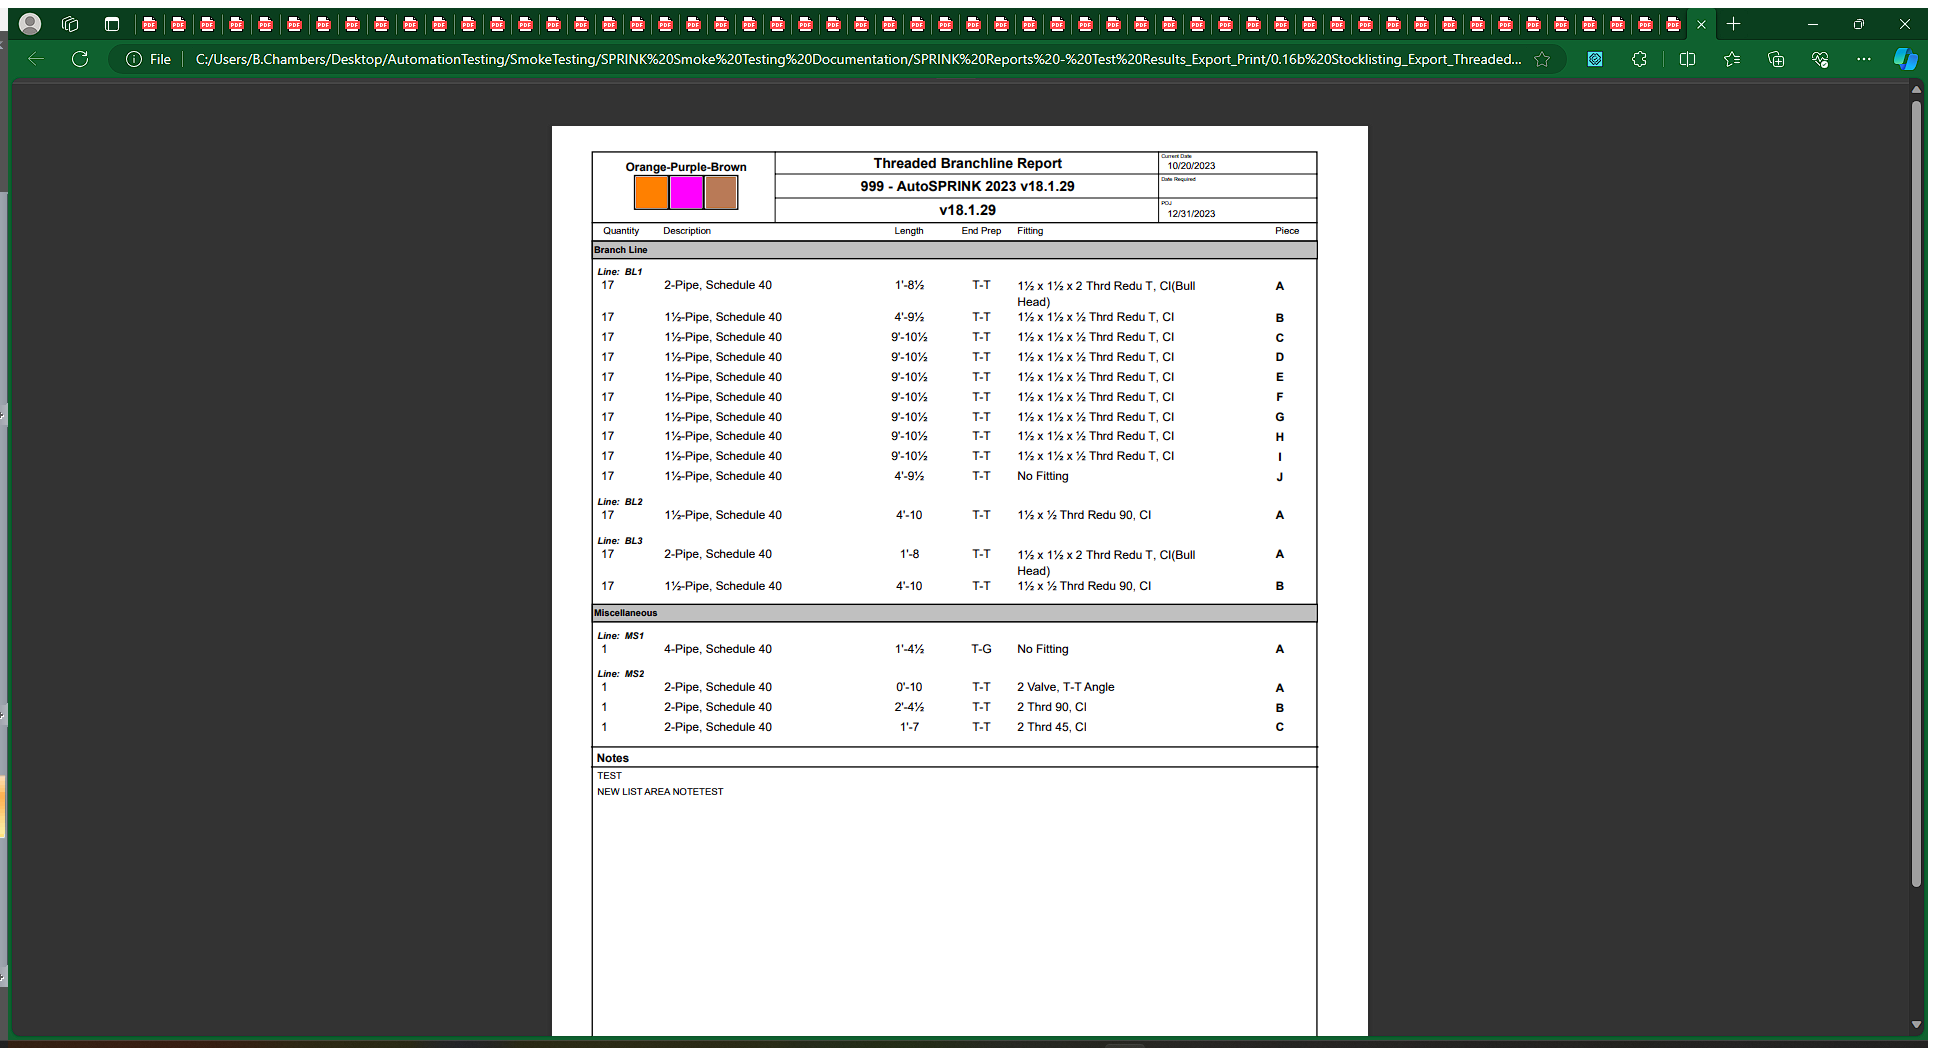 File
C:/Users/B.Chambers/Desktop/AutomationTesting/SmokeTesting/SPRINK%20Smoke%20Testing%20Documentation/SPRINK%20Reports%20-%20Test%20Results_Export_Print/0.16b%20Stocklisting_Export_Threaded...
Orange-Purple-Brown
Threaded Branchline Report
Current Date
10/20/2023
999 - AutoSPRINK 2023 v18.1.29
Date Required
v18.1.29
POJ
12/31/2023
Quantity Description Length End Prep Fitting Piece
Branch Line
Line: BL1
17 2-Pipe, Schedule 40 1'-8½ T-T 1½ x 1½ x 2 Thrd Redu T, CI(Bull A
Head)
17 1½-Pipe, Schedule 40 4'-9½ T-T 1½ x 1½ x ½ Thrd Redu T, CI B
17 1½-Pipe, Schedule 40 9'-10½ T-T 1½ x 1½ x ½ Thrd Redu T, CI C
17 1½-Pipe, Schedule 40 9'-10½ T-T 1½ x 1½ x ½ Thrd Redu T, CI D
17 1½-Pipe, Schedule 40 9'-10½ T-T 1½ x 1½ x ½ Thrd Redu T, CI E
17 1½-Pipe, Schedule 40 9'-10½ T-T 1½ x 1½ x ½ Thrd Redu T, CI F
17 1½-Pipe, Schedule 40 9'-10½ T-T 1½ x 1½ x ½ Thrd Redu T, CI G
17 1½-Pipe, Schedule 40 9'-10½ T-T 1½ x 1½ x ½ Thrd Redu T, CI H
17 1½-Pipe, Schedule 40 9'-10½ T-T 1½ x 1½ x ½ Thrd Redu T, CI I
17 1½-Pipe, Schedule 40 4'-9½ T-T No Fitting J
Line: BL2
17 1½-Pipe, Schedule 40 4'-10 T-T 1½ x ½ Thrd Redu 90, CI A
Line: BL3
17 2-Pipe, Schedule 40 1'-8 T-T 1½ x 1½ x 2 Thrd Redu T, CI(Bull A
Head)
17 1½-Pipe, Schedule 40 4'-10 T-T 1½ x ½ Thrd Redu 90, CI B
Miscellaneous
Line: MS1
1 4-Pipe, Schedule 40 1'-4½ T-G No Fitting A
Line: MS2
1 2-Pipe, Schedule 40 0'-10 T-T 2 Valve, T-T Angle A
1 2-Pipe, Schedule 40 2'-4½ T-T 2 Thrd 90, CI B
1 2-Pipe, Schedule 40 1'-7 T-T 2 Thrd 45, CI C
Notes
TEST
NEW LIST AREA NOTETEST